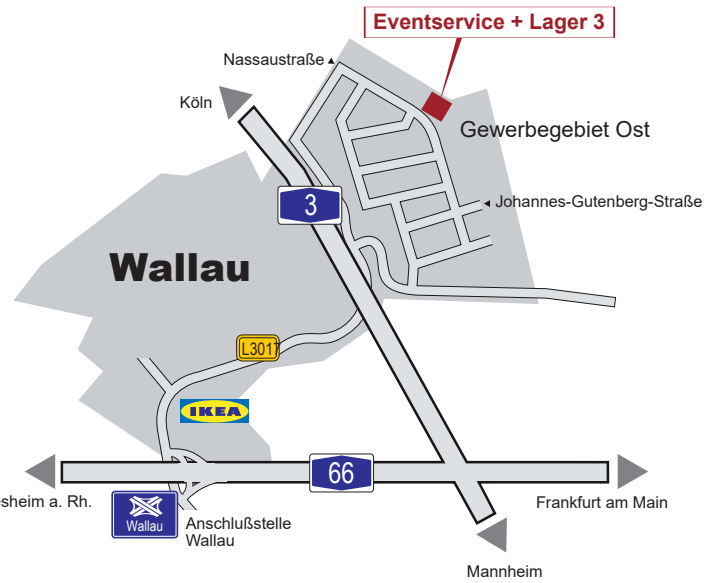 Eventservice + Lager 3
Nassaustraße
Köln
Gewerbegebiet Ost
3
Johannes-Gutenberg-Straße
Wallau
L3017
IKEA
66
esheim a. Rh.
Wallau
Anschlußstelle
Wallau
Frankfurt am Main
Mannheim